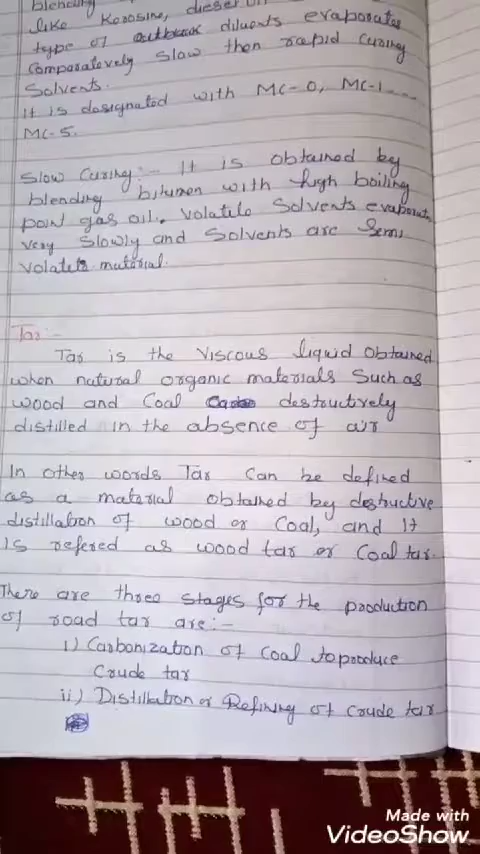 blending
like Kerosine, diesel oil
type of cutback diluents evaporates
Comparatevely slow then rapid curing
Solvents.
It is designated with MC-0, MC-1 ----
MC-5.
Slow Curing:- It is obtained by
blending bitumen with high boiling
point gas oil. Volatile Solvents evaporate
very slowly and Solvents are Semi
volatile material.
Tar:-
Tar is the viscous liquid obtained
when natural organic materials Such as
wood and Coal destructively
distilled in the absence of air
In other words Tar Can be defined
as a material obtained by destructive
distillation of wood or Coal, and It
is refered as wood tar or Coal tar.
There are three stages for the production
of road tar are:-
i) Carbonization of Coal to produce
Crude tar
ii) Distillation or Refining of Crude tar
Made with
VideoShow